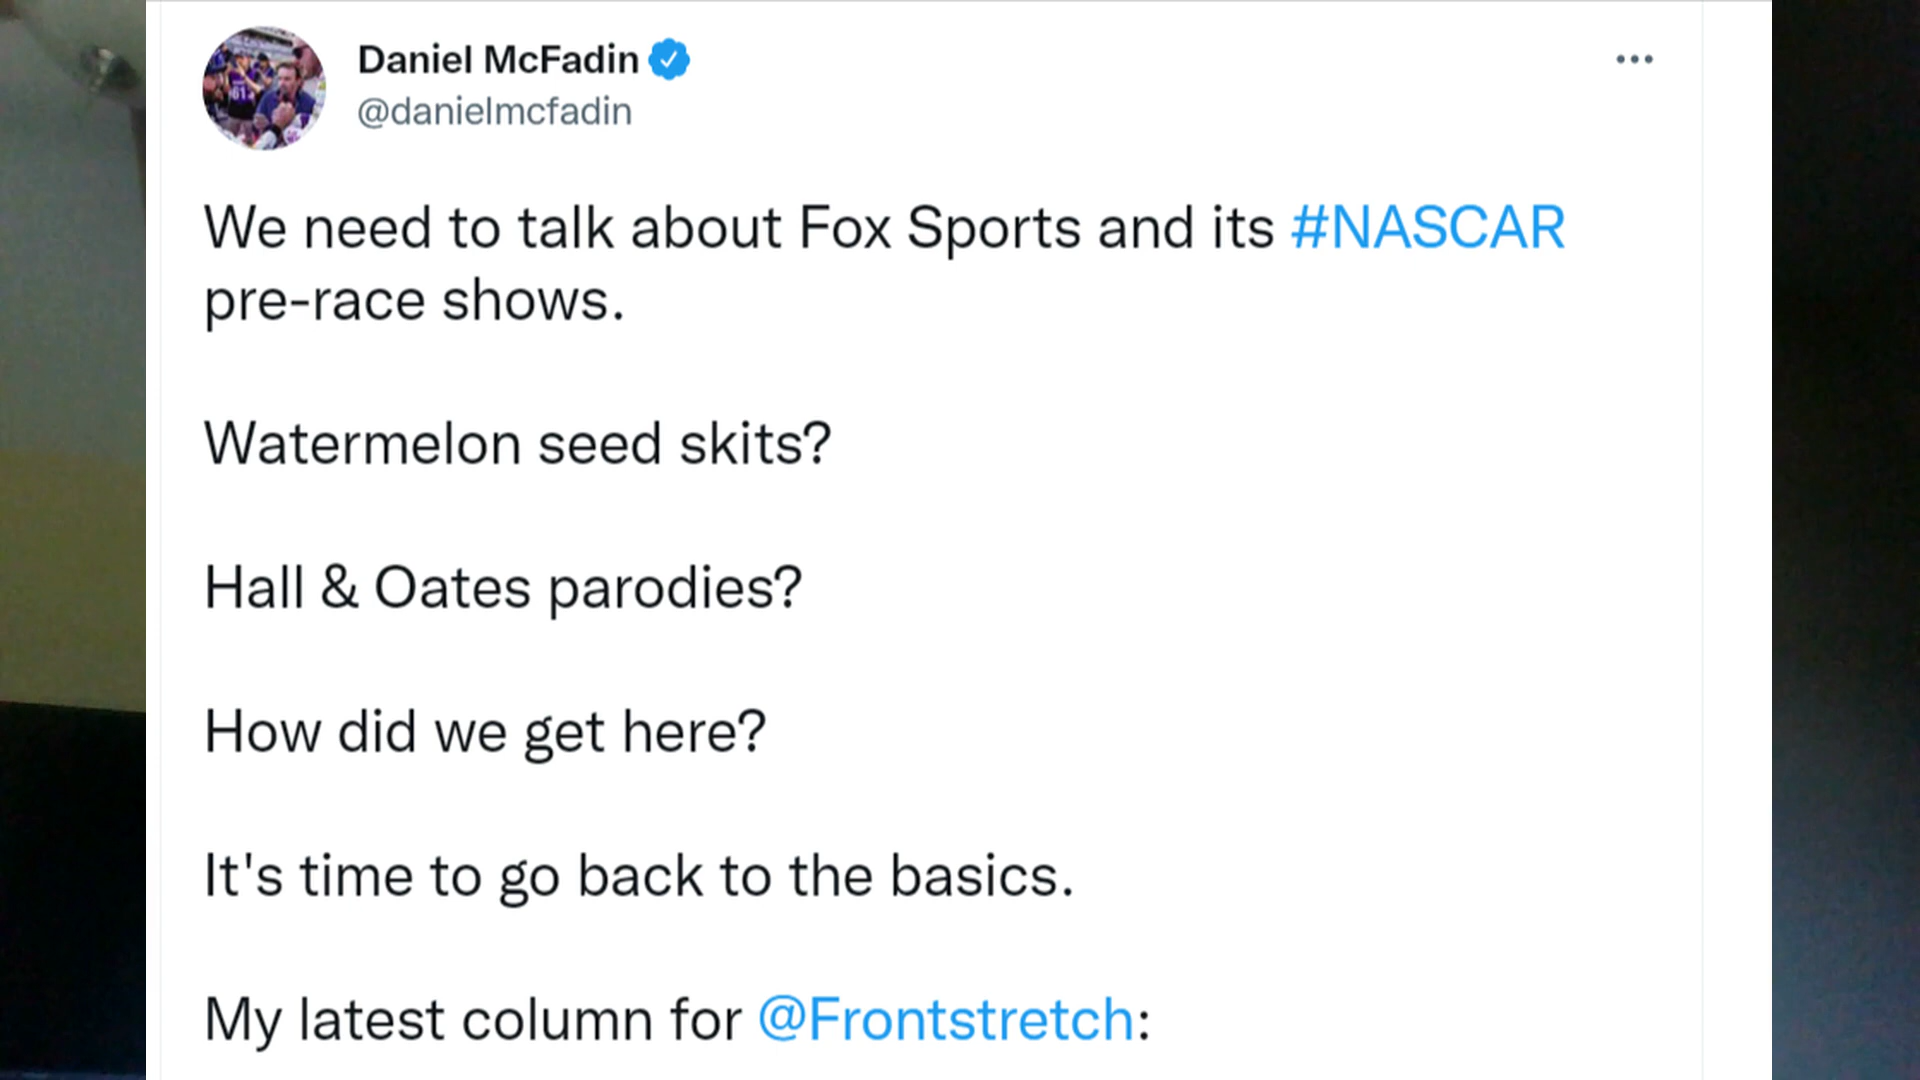 Daniel McFadin
@danielmcfadin
We need to talk about Fox Sports and its #NASCAR
pre-race shows.
Watermelon seed skits?
Hall & Oates parodies?
How did we get here?
It's time to go back to the basics.
My latest column for @Frontstretch: